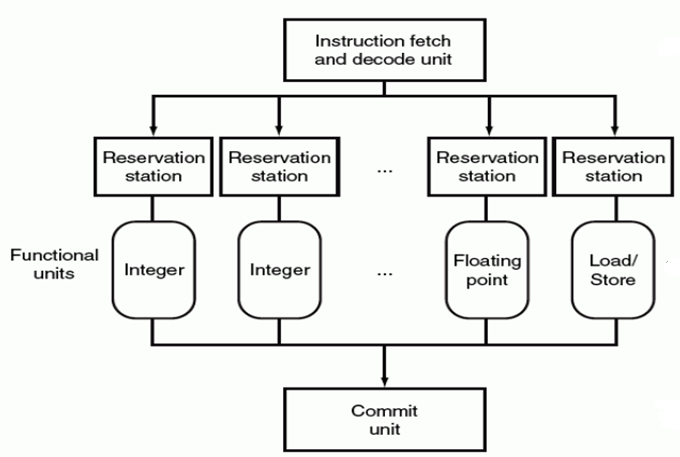 Instruction fetch
and decode unit
Reservation
station
Reservation
station
...
Reservation
station
Reservation
station
Functional
units
Integer
Integer
...
Floating
point
Load/
Store
Commit
unit